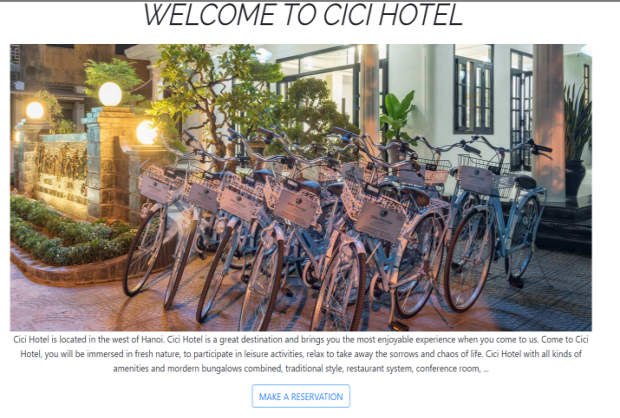 WELCOME TO CICI HOTEL
Cici Hotel is located in the west of Hanoi. Cici Hotel is a great destination and brings you the most enjoyable experience when you come to us. Come to Cici
Hotel, you will be immersed in fresh nature, to participate in leisure activities, relax to take away the sorrows and chaos of life. Cici Hotel with all kinds of
amenities and mordern bungalows combined, traditional style, restaurant system, conference room, ...
MAKE A RESERVATION